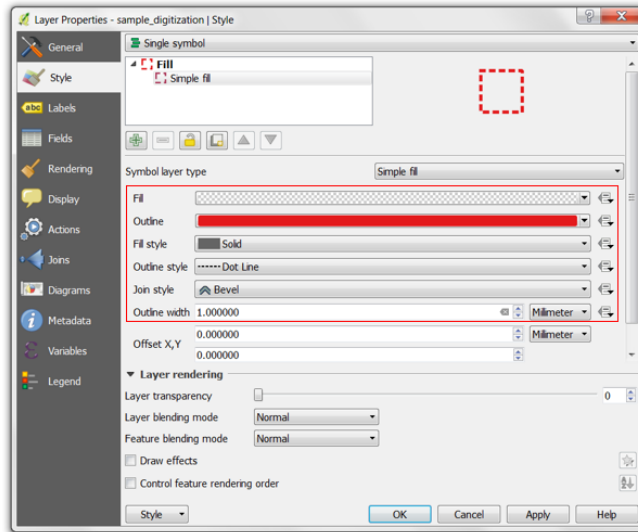 Layer Properties - sample_digitization | Style
General
Style
abc Labels
Fields
Rendering
Display
Actions
Joins
Diagrams
Metadata
Variables
Legend
Single symbol
Fill
Simple fill
Symbol layer type Simple fill
Fill
Outline
Fill style Solid
Outline style Dot Line
Join style Bevel
Outline width 1.000000 Milimeter
Offset X,Y 0.000000 Milimeter
0.000000
Layer rendering
Layer transparency 0
Layer blending mode Normal
Feature blending mode Normal
Draw effects
Control feature rendering order
Style OK Cancel Apply Help